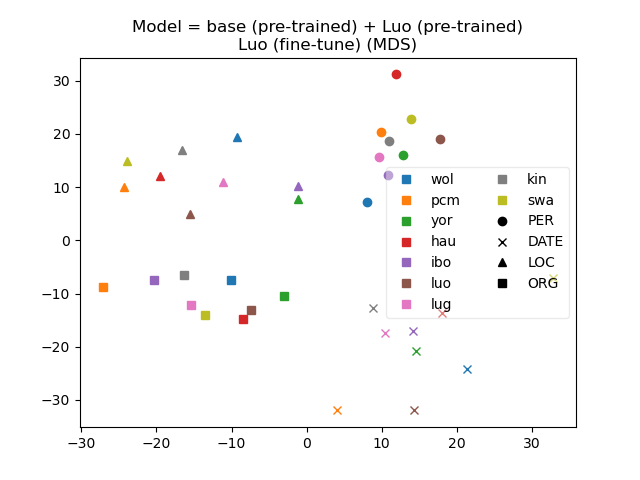 Model = base (pre-trained) + Luo (pre-trained)
Luo (fine-tune) (MDS)
30
20
10
0
−10
−20
−30
−30
−20
−10
0
10
20
30
wol
pcm
yor
hau
ibo
luo
lug
kin
swa
PER
DATE
LOC
ORG